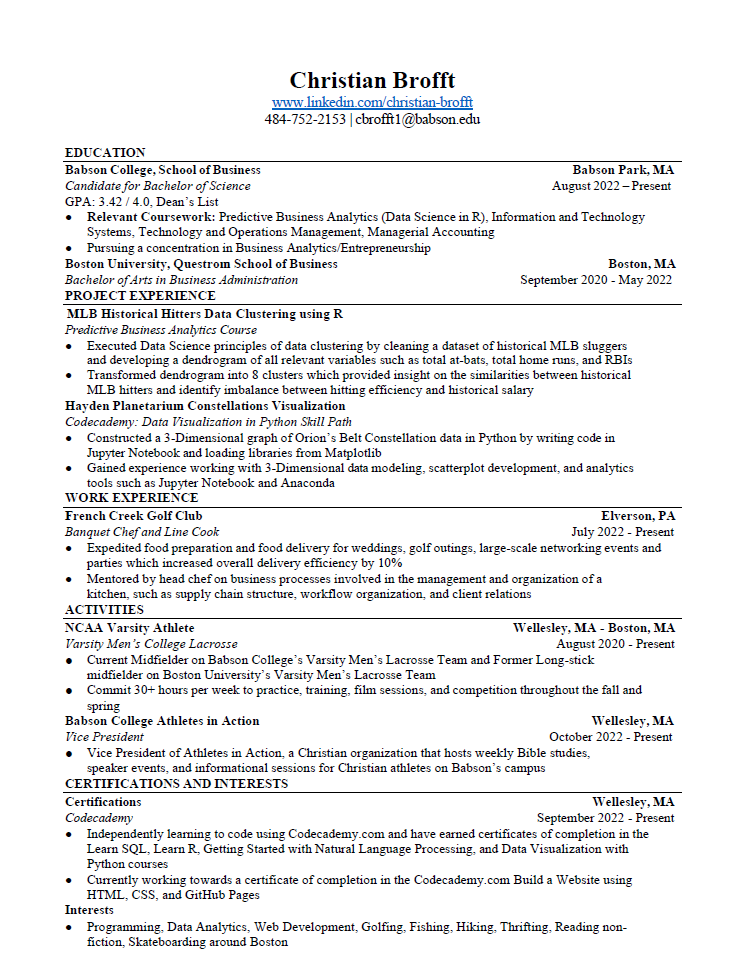 Christian Brofft
www.linkedin.com/christian-brofft
484-752-2153 | cbrofft1@babson.edu
EDUCATION
Babson College, School of Business Babson Park, MA
Candidate for Bachelor of Science August 2022 – Present
GPA: 3.42 / 4.0, Dean's List
● Relevant Coursework: Predictive Business Analytics (Data Science in R), Information and Technology
Systems, Technology and Operations Management, Managerial Accounting
● Pursuing a concentration in Business Analytics/Entrepreneurship
Boston University, Questrom School of Business Boston, MA
Bachelor of Arts in Business Administration September 2020 - May 2022
PROJECT EXPERIENCE
MLB Historical Hitters Data Clustering using R
Predictive Business Analytics Course
● Executed Data Science principles of data clustering by cleaning a dataset of historical MLB sluggers
and developing a dendrogram of all relevant variables such as total at-bats, total home runs, and RBIs
● Transformed dendrogram into 8 clusters which provided insight on the similarities between historical
MLB hitters and identify imbalance between hitting efficiency and historical salary
Hayden Planetarium Constellations Visualization
Codecademy: Data Visualization in Python Skill Path
● Constructed a 3-Dimensional graph of Orion's Belt Constellation data in Python by writing code in
Jupyter Notebook and loading libraries from Matplotlib
● Gained experience working with 3-Dimensional data modeling, scatterplot development, and analytics
tools such as Jupyter Notebook and Anaconda
WORK EXPERIENCE
French Creek Golf Club Elverson, PA
Banquet Chef and Line Cook July 2022 - Present
● Expedited food preparation and food delivery for weddings, golf outings, large-scale networking events and
parties which increased overall delivery efficiency by 10%
● Mentored by head chef on business processes involved in the management and organization of a
kitchen, such as supply chain structure, workflow organization, and client relations
ACTIVITIES
NCAA Varsity Athlete Wellesley, MA - Boston, MA
Varsity Men's College Lacrosse August 2020 - Present
● Current Midfielder on Babson College's Varsity Men's Lacrosse Team and Former Long-stick
midfielder on Boston University's Varsity Men's Lacrosse Team
● Commit 30+ hours per week to practice, training, film sessions, and competition throughout the fall and
spring
Babson College Athletes in Action Wellesley, MA
Vice President October 2022 - Present
● Vice President of Athletes in Action, a Christian organization that hosts weekly Bible studies,
speaker events, and informational sessions for Christian athletes on Babson's campus
CERTIFICATIONS AND INTERESTS
Certifications Wellesley, MA
Codecademy September 2022 - Present
● Independently learning to code using Codecademy.com and have earned certificates of completion in the
Learn SQL, Learn R, Getting Started with Natural Language Processing, and Data Visualization with
Python courses
● Currently working towards a certificate of completion in the Codecademy.com Build a Website using
HTML, CSS, and GitHub Pages
Interests
● Programming, Data Analytics, Web Development, Golfing, Fishing, Hiking, Thrifting, Reading non-
fiction, Skateboarding around Boston